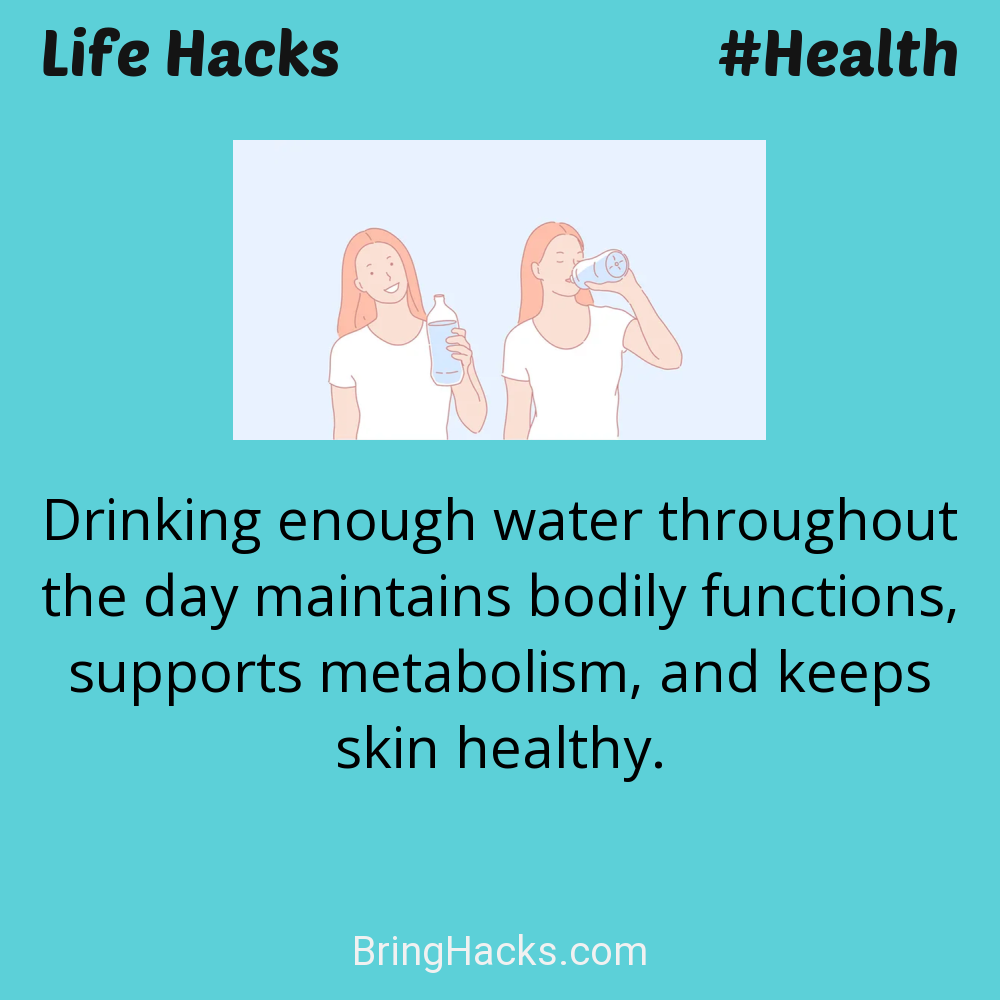 Life Hacks
#Health
Drinking enough water throughout
the day maintains bodily functions,
supports metabolism, and keeps
skin healthy.
BringHacks.com